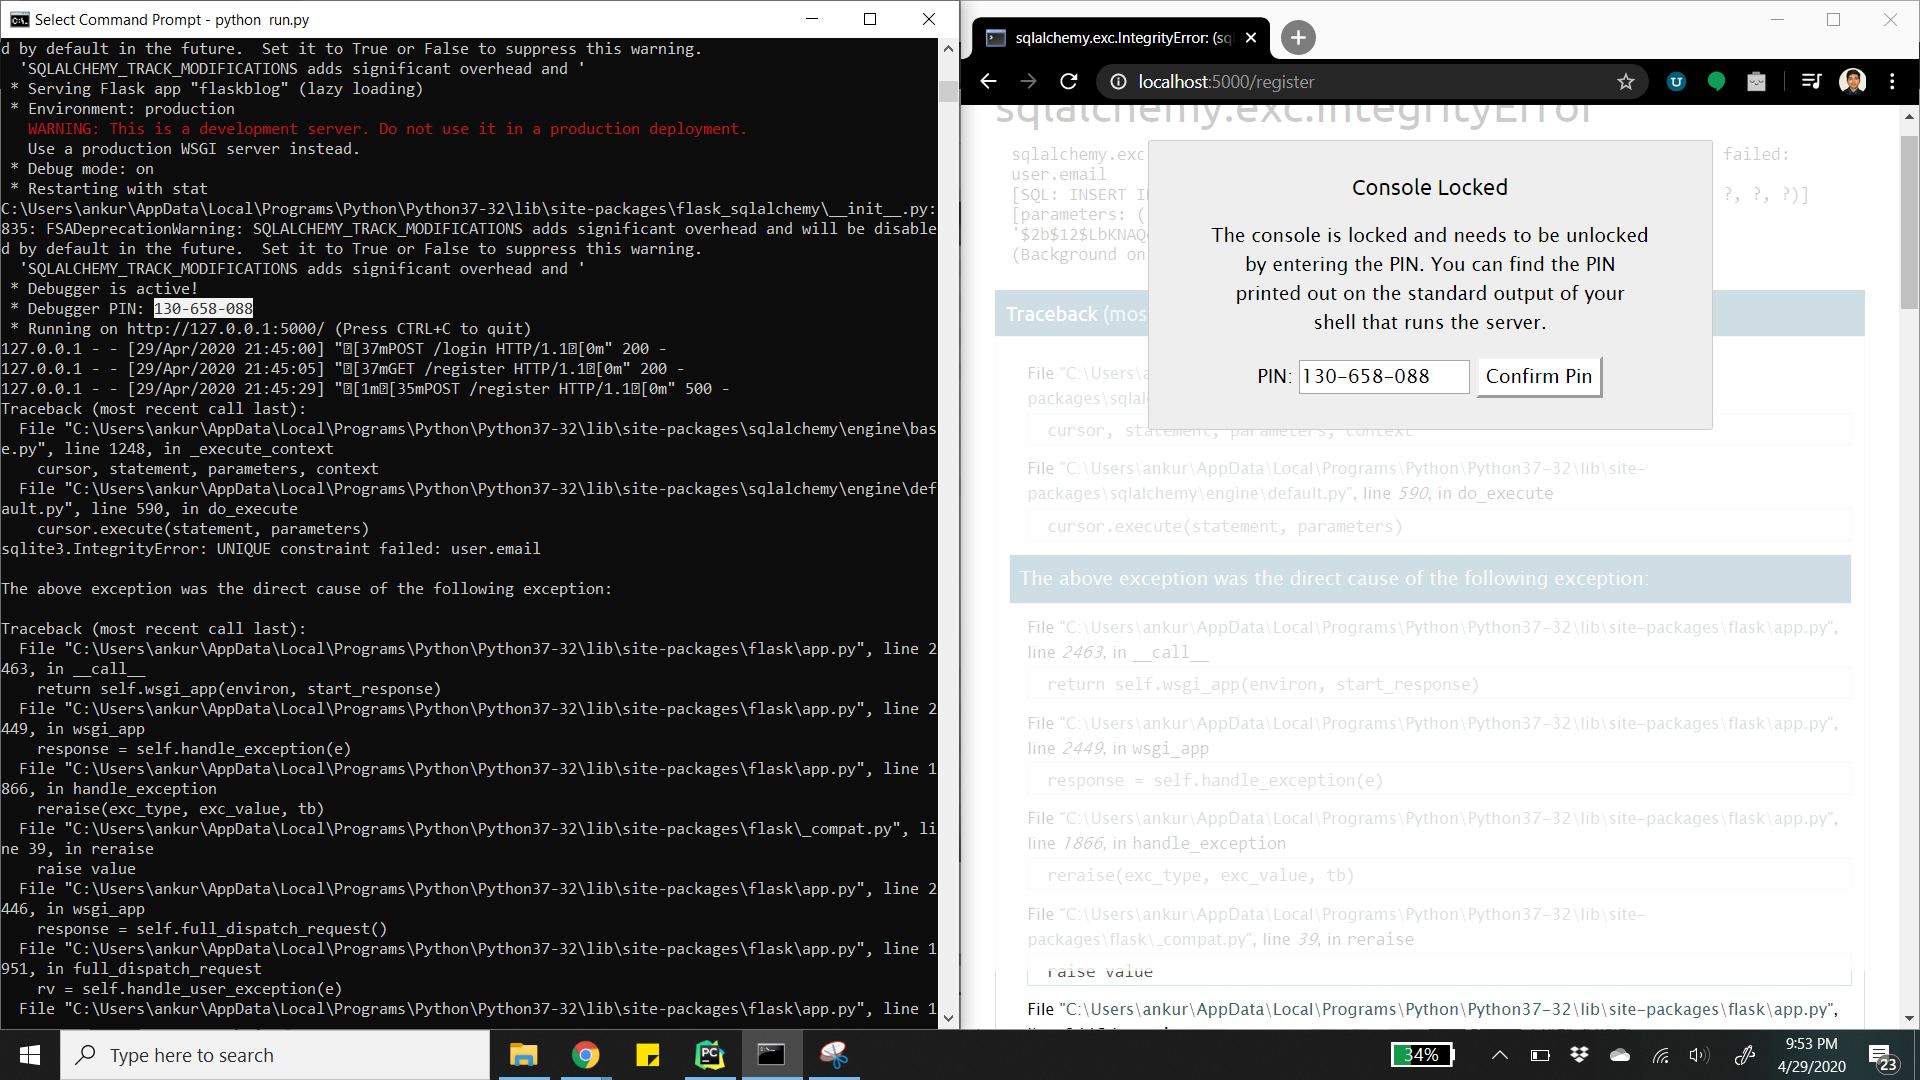 Select Command Prompt - python  run.py
d by default in the future.  Set it to True or False to suppress this warning.
  'SQLALCHEMY_TRACK_MODIFICATIONS adds significant overhead and '
 * Serving Flask app "flaskblog" (lazy loading)
 * Environment: production
   WARNING: This is a development server. Do not use it in a production deployment.
   Use a production WSGI server instead.
 * Debug mode: on
 * Restarting with stat
C:\Users\ankur\AppData\Local\Programs\Python\Python37-32\lib\site-packages\flask_sqlalchemy\__init__.py:
835: FSADeprecationWarning: SQLALCHEMY_TRACK_MODIFICATIONS adds significant overhead and will be disable
d by default in the future.  Set it to True or False to suppress this warning.
  'SQLALCHEMY_TRACK_MODIFICATIONS adds significant overhead and '
 * Debugger is active!
 * Debugger PIN: 130-658-088
 * Running on http://127.0.0.1:5000/ (Press CTRL+C to quit)
127.0.0.1 - - [29/Apr/2020 21:45:00] "[37mPOST /login HTTP/1.1[0m" 200 -
127.0.0.1 - - [29/Apr/2020 21:45:05] "[37mGET /register HTTP/1.1[0m" 200 -
127.0.0.1 - - [29/Apr/2020 21:45:29] "[1m[35mPOST /register HTTP/1.1[0m" 500 -
Traceback (most recent call last):
  File "C:\Users\ankur\AppData\Local\Programs\Python\Python37-32\lib\site-packages\sqlalchemy\engine\bas
e.py", line 1248, in _execute_context
    cursor, statement, parameters, context
  File "C:\Users\ankur\AppData\Local\Programs\Python\Python37-32\lib\site-packages\sqlalchemy\engine\def
ault.py", line 590, in do_execute
    cursor.execute(statement, parameters)
sqlite3.IntegrityError: UNIQUE constraint failed: user.email
The above exception was the direct cause of the following exception:
Traceback (most recent call last):
  File "C:\Users\ankur\AppData\Local\Programs\Python\Python37-32\lib\site-packages\flask\app.py", line 2
463, in __call__
    return self.wsgi_app(environ, start_response)
  File "C:\Users\ankur\AppData\Local\Programs\Python\Python37-32\lib\site-packages\flask\app.py", line 2
449, in wsgi_app
    response = self.handle_exception(e)
  File "C:\Users\ankur\AppData\Local\Programs\Python\Python37-32\lib\site-packages\flask\app.py", line 1
866, in handle_exception
    reraise(exc_type, exc_value, tb)
  File "C:\Users\ankur\AppData\Local\Programs\Python\Python37-32\lib\site-packages\flask\_compat.py", li
ne 39, in reraise
    raise value
  File "C:\Users\ankur\AppData\Local\Programs\Python\Python37-32\lib\site-packages\flask\app.py", line 2
446, in wsgi_app
    response = self.full_dispatch_request()
  File "C:\Users\ankur\AppData\Local\Programs\Python\Python37-32\lib\site-packages\flask\app.py", line 1
951, in full_dispatch_request
    rv = self.handle_user_exception(e)
  File "C:\Users\ankur\AppData\Local\Programs\Python\Python37-32\lib\site-packages\flask\app.py", line 1
sqlalchemy.exc.IntegrityError: (sql
localhost:5000/register
sqlalchemy.exc.IntegrityError
sqlalchemy.exc failed:
user.email
[SQL: INSERT I ?, ?, ?)]
[parameters: (
'$2b$12$LbKNAQ
(Background on
Console Locked
The console is locked and needs to be unlocked
by entering the PIN. You can find the PIN
printed out on the standard output of your
shell that runs the server.
PIN: 130-658-088 Confirm Pin
Traceback (mos
File "C:\Users\a
packages\sqlal
cursor, statement, parameters, context
File "C:\Users\ankur\AppData\Local\Programs\Python\Python37-32\lib\site-
packages\sqlalchemy\engine\default.py", line 590, in do_execute
cursor.execute(statement, parameters)
The above exception was the direct cause of the following exception:
File "C:\Users\ankur\AppData\Local\Programs\Python\Python37-32\lib\site-packages\flask\app.py",
line 2463, in __call__
return self.wsgi_app(environ, start_response)
File "C:\Users\ankur\AppData\Local\Programs\Python\Python37-32\lib\site-packages\flask\app.py",
line 2449, in wsgi_app
response = self.handle_exception(e)
File "C:\Users\ankur\AppData\Local\Programs\Python\Python37-32\lib\site-packages\flask\app.py",
line 1866, in handle_exception
reraise(exc_type, exc_value, tb)
File "C:\Users\ankur\AppData\Local\Programs\Python\Python37-32\lib\site-
packages\flask\_compat.py", line 39, in reraise
raise value
File "C:\Users\ankur\AppData\Local\Programs\Python\Python37-32\lib\site-packages\flask\app.py",
Type here to search
34%
9:53 PM
4/29/2020
23